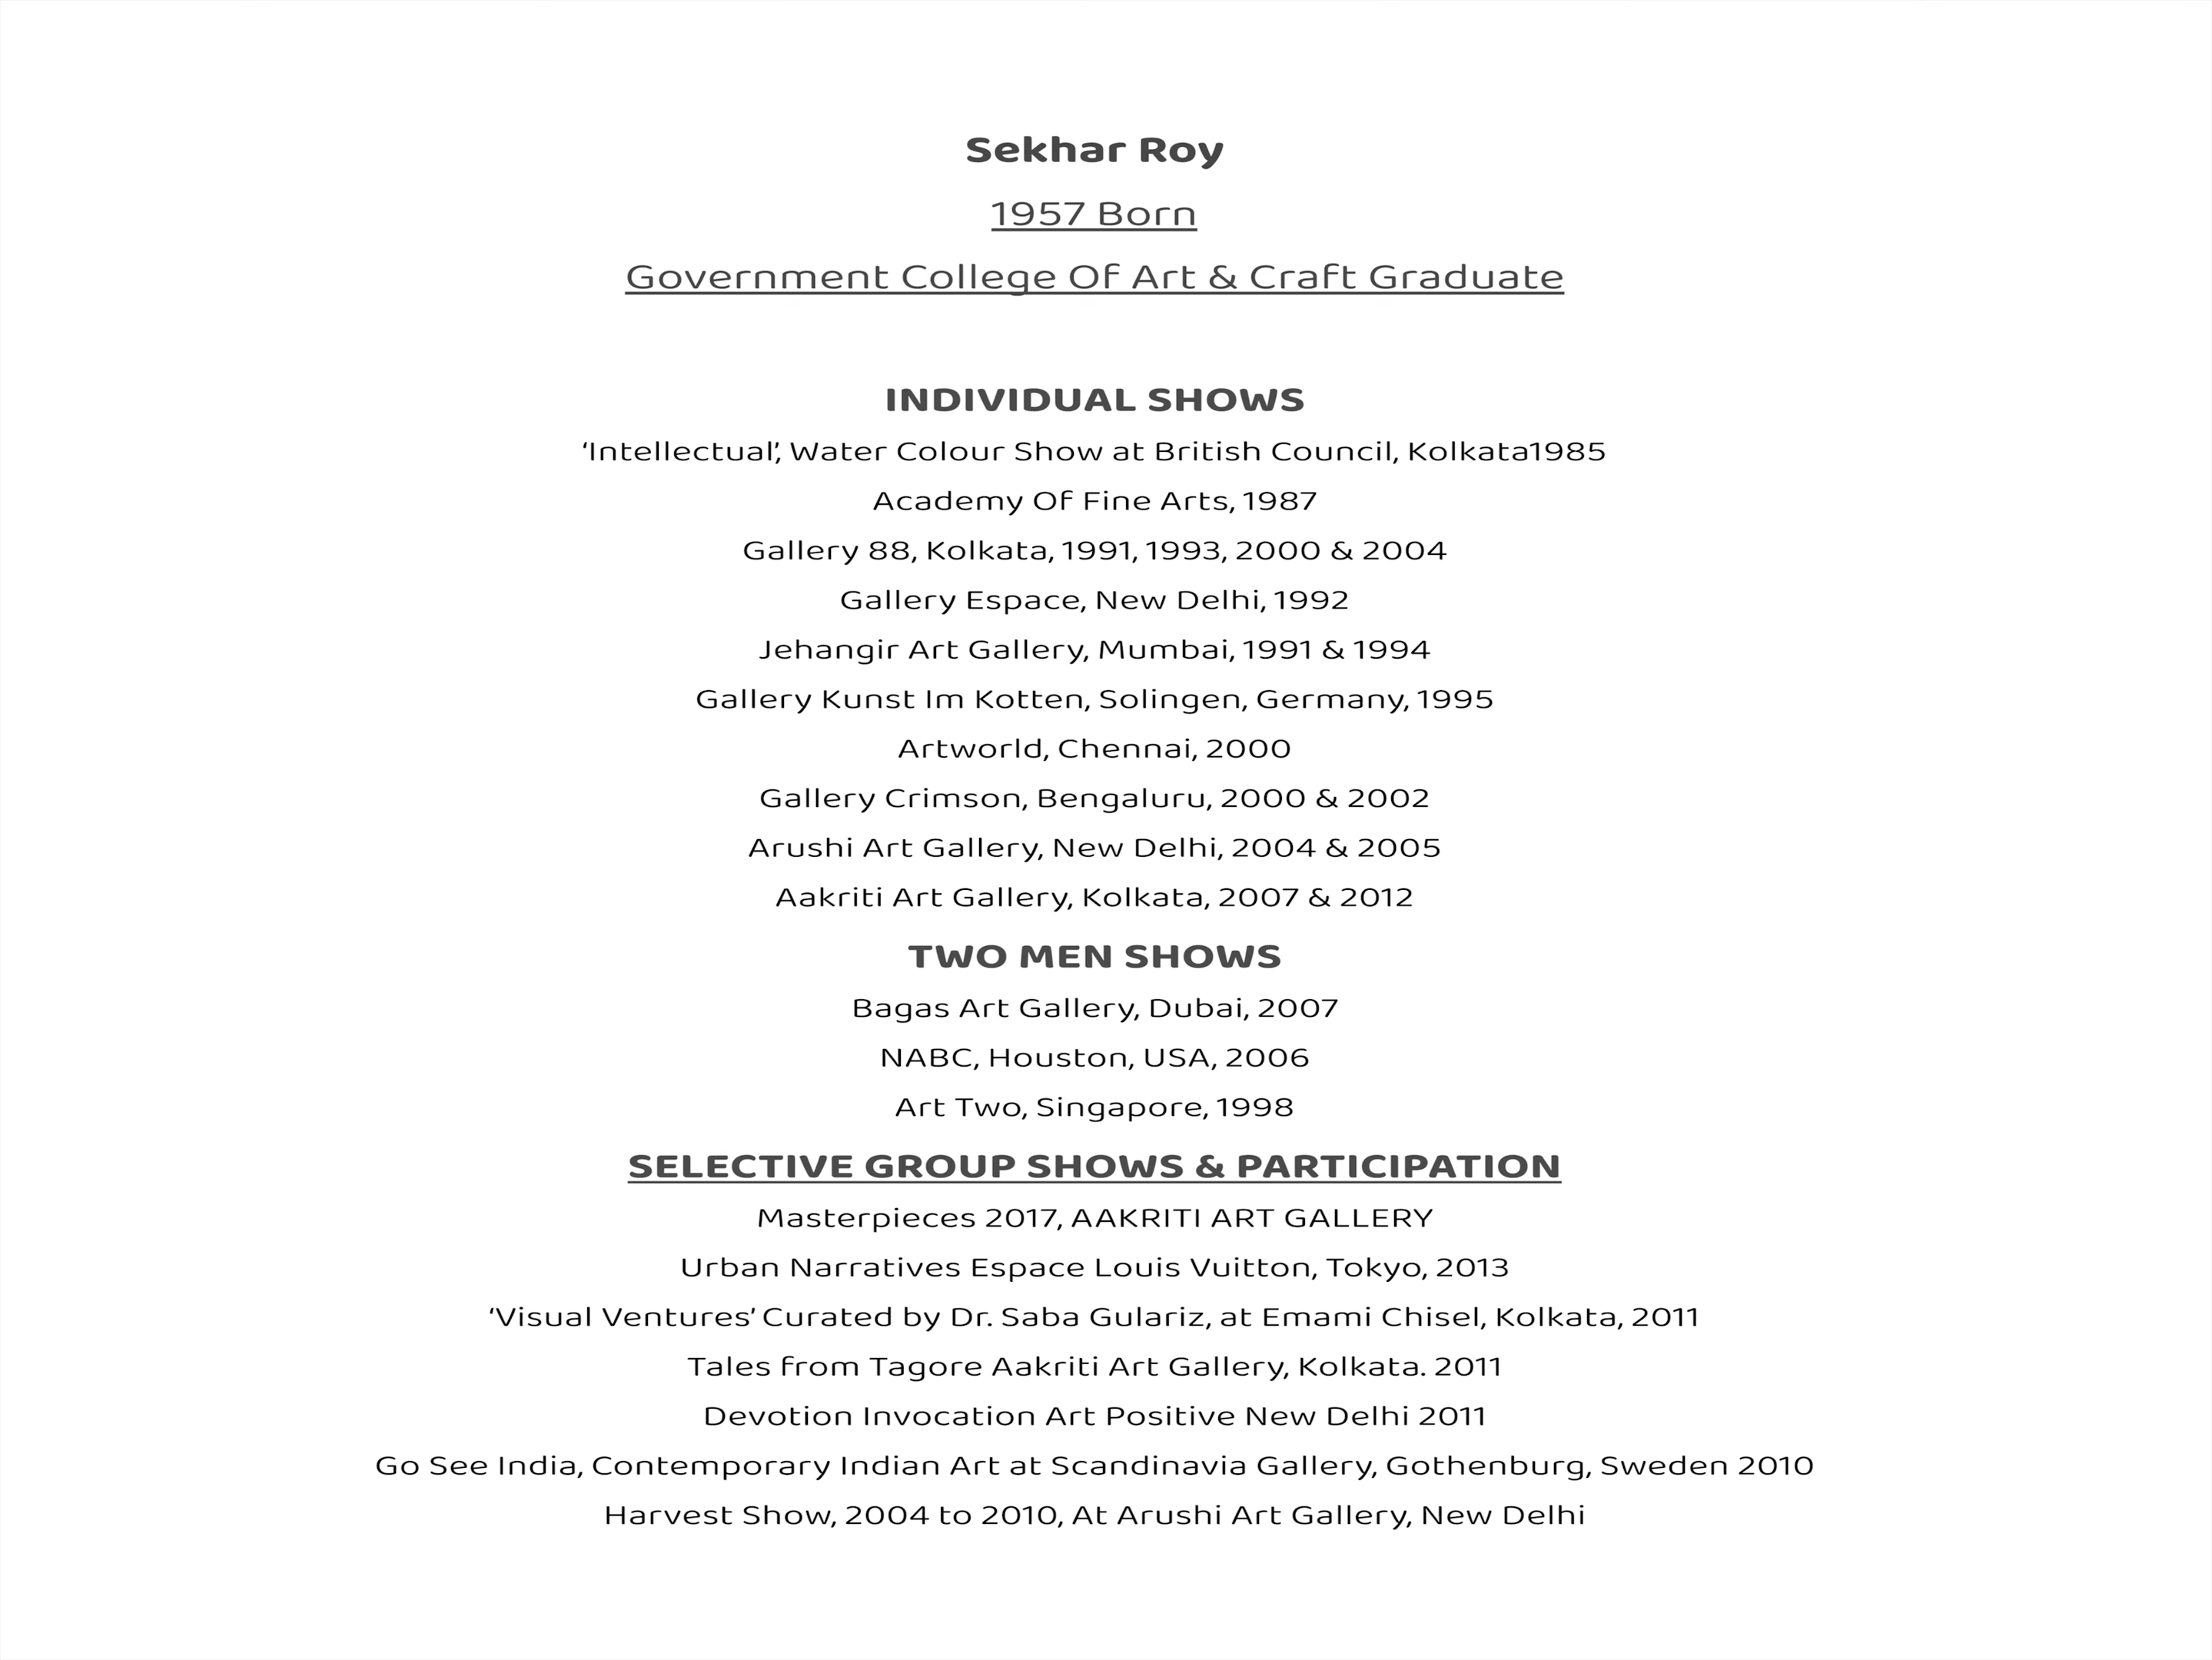 Sekhar Roy
1957 Born
Government College Of Art & Craft Graduate
INDIVIDUAL SHOWS
‘Intellectual’, Water Colour Show at British Council, Kolkata1985
Academy Of Fine Arts, 1987
Gallery 88, Kolkata, 1991, 1993, 2000 & 2004
Gallery Espace, New Delhi, 1992
Jehangir Art Gallery, Mumbai, 1991 & 1994
Gallery Kunst Im Kotten, Solingen, Germany, 1995
Artworld, Chennai, 2000
Gallery Crimson, Bengaluru, 2000 & 2002
Arushi Art Gallery, New Delhi, 2004 & 2005
Aakriti Art Gallery, Kolkata, 2007 & 2012
TWO MEN SHOWS
Bagas Art Gallery, Dubai, 2007
NABC, Houston, USA, 2006
Art Two, Singapore, 1998
SELECTIVE GROUP SHOWS & PARTICIPATION
Masterpieces 2017, AAKRITI ART GALLERY
Urban Narratives Espace Louis Vuitton, Tokyo, 2013
‘Visual Ventures’ Curated by Dr. Saba Gulariz, at Emami Chisel, Kolkata, 2011
Tales from Tagore Aakriti Art Gallery, Kolkata. 2011
Devotion Invocation Art Positive New Delhi 2011
Go See India, Contemporary Indian Art at Scandinavia Gallery, Gothenburg, Sweden 2010
Harvest Show, 2004 to 2010, At Arushi Art Gallery, New Delhi